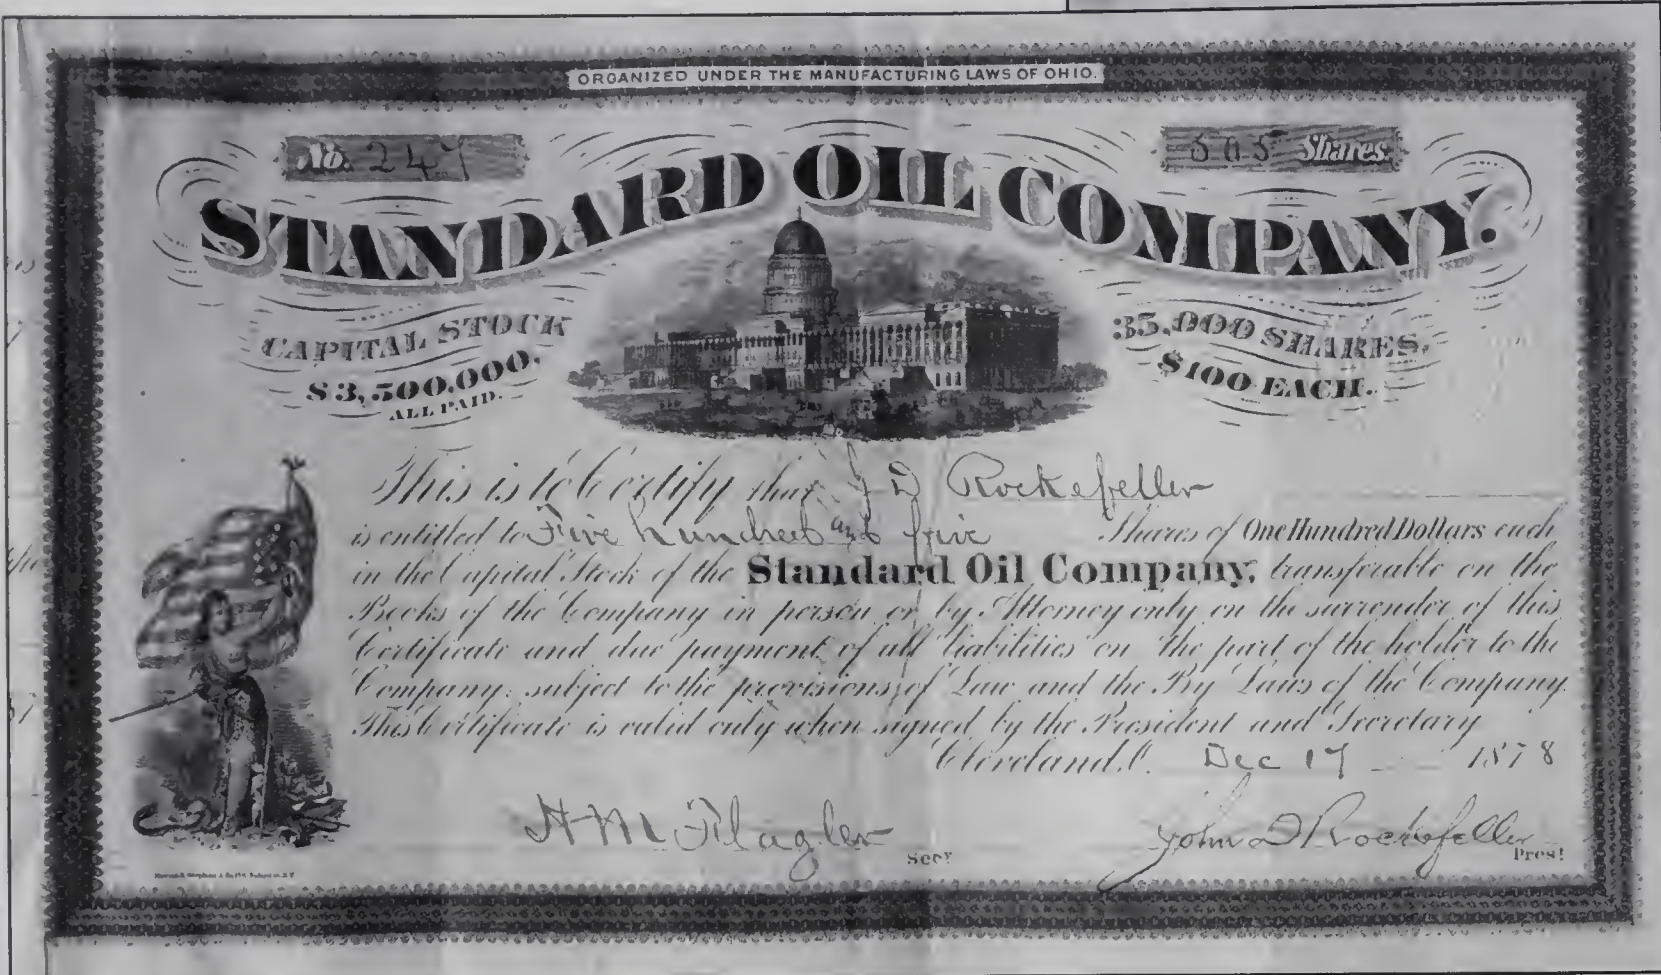 ORGANIZED UNDER THE MANUFACTURING LAWS OF OHIO.
No. 247
505 Shares.
STANDARD OIL COMPANY.
CAPITAL STOCK
$3,500,000.
ALL PAID.
35,000 SHARES,
$100 EACH.
This is to Certify that J D Rockefeller
is entitled to Five hundred and five Shares of One Hundred Dollars each
in the Capital Stock of the Standard Oil Company, transferable on the
Books of the Company in person or by Attorney only on the surrender of this
Certificate and due payment of all liabilities on the part of the holder to the
Company, subject to the provisions of Law and the By Laws of the Company.
This Certificate is valid only when signed by the President and Secretary
Cleveland, O. Dec 17 1878
H M Flagler Secy
John D Rockefeller Prest